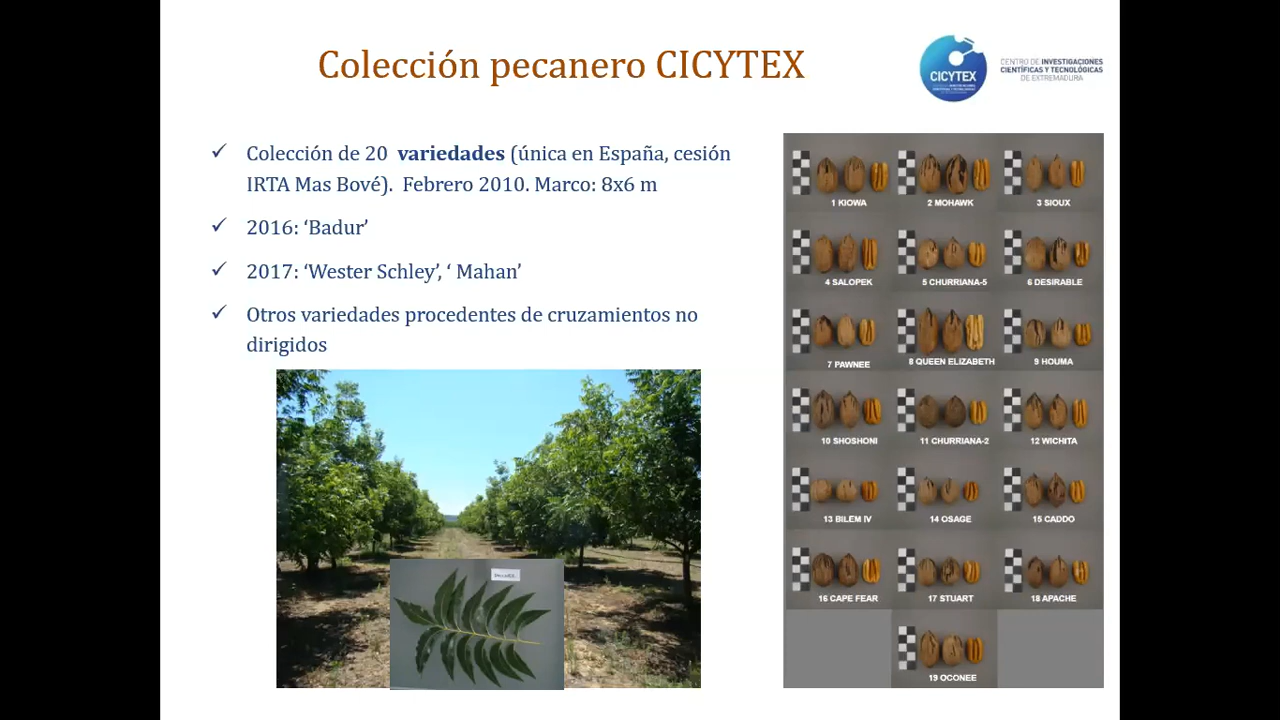 Colección pecanero CICYTEX
CICYTEX
CENTRO DE INVESTIGACIONES
CIENTÍFICAS Y TECNOLÓGICAS
DE EXTREMADURA
✓ Colección de 20 variedades (única en España, cesión
IRTA Mas Bové). Febrero 2010. Marco: 8x6 m
✓ 2016: ‘Badur’
✓ 2017: ‘Wester Schley’, ‘ Mahan’
✓ Otros variedades procedentes de cruzamientos no
dirigidos
1 KIOWA
2 MOHAWK
3 SIOUX
4 SALOPEK
5 CHURRIANA-5
6 DESIRABLE
7 PAWNEE
8 QUEEN ELIZABETH
9 HOUMA
10 SHOSHONI
11 CHURRIANA-2
12 WICHITA
13 BILEM IV
14 OSAGE
15 CADDO
16 CAPE FEAR
17 STUART
18 APACHE
19 OCONEE